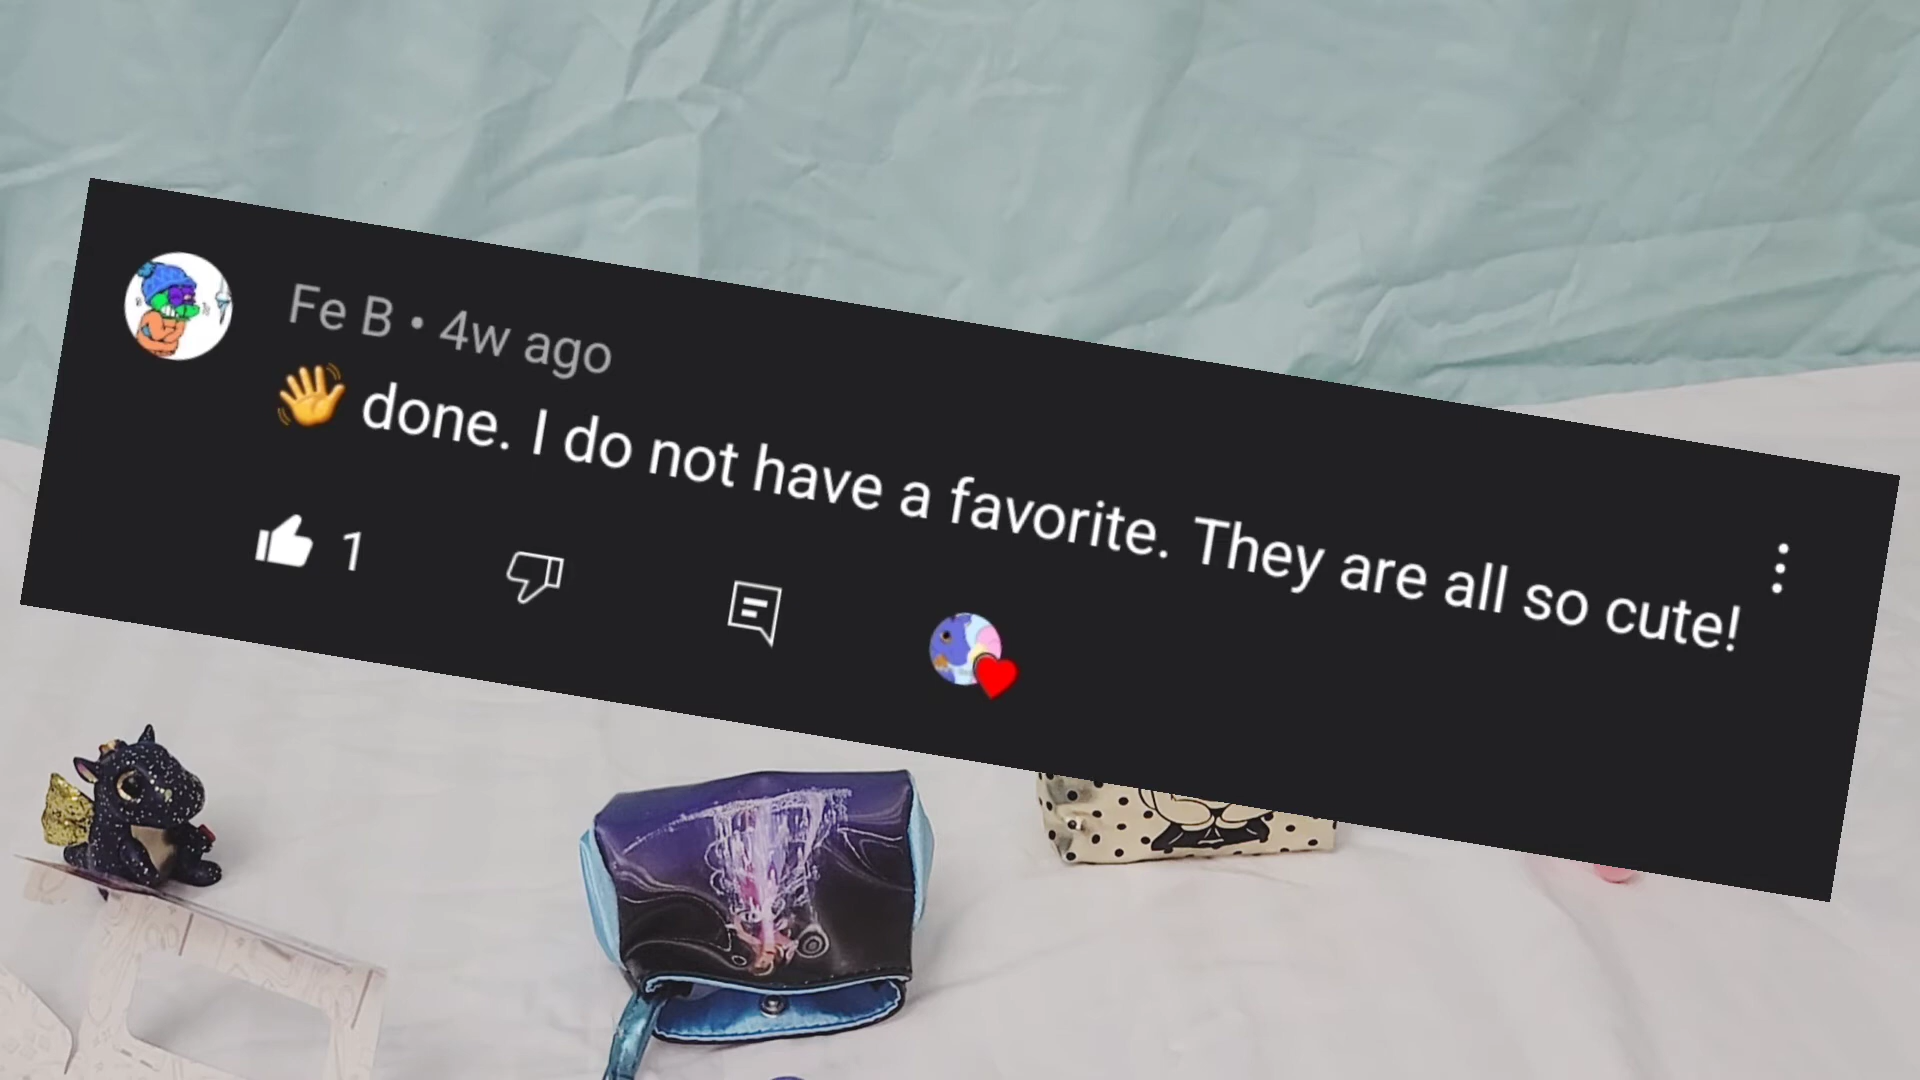 Fe B • 4w ago
👋 done. I do not have a favorite. They are all so cute!
1